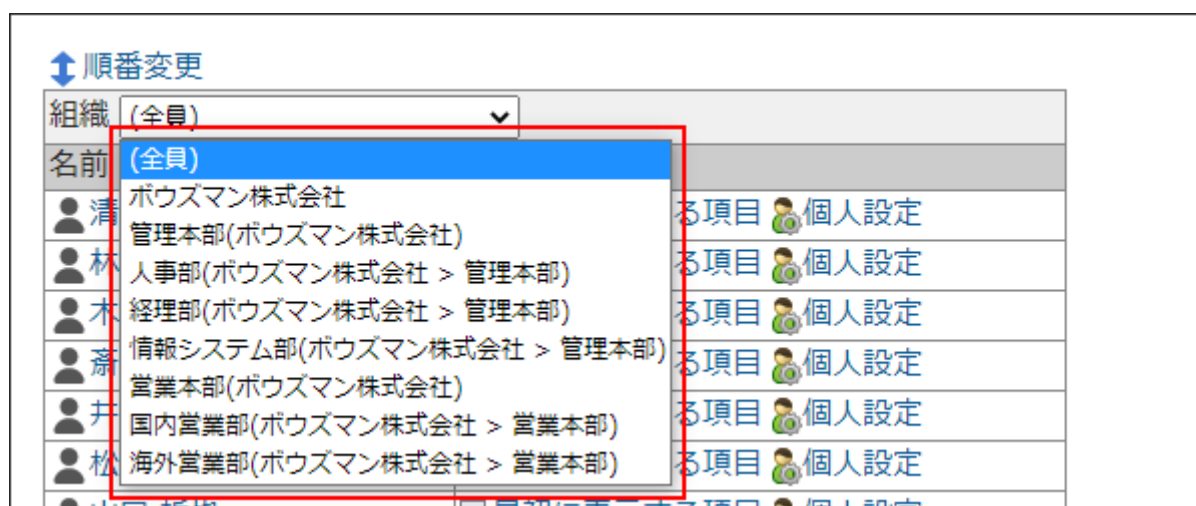 順番変更
組織 (全員)
名前
(全員)
ボウズマン株式会社
管理本部(ボウズマン株式会社)
人事部(ボウズマン株式会社 > 管理本部)
経理部(ボウズマン株式会社 > 管理本部)
情報システム部(ボウズマン株式会社 > 管理本部)
営業本部(ボウズマン株式会社)
国内営業部(ボウズマン株式会社 > 営業本部)
海外営業部(ボウズマン株式会社 > 営業本部)
清 る項目 個人設定
林 る項目 個人設定
木 る項目 個人設定
斎 る項目 個人設定
井 る項目 個人設定
松 る項目 個人設定